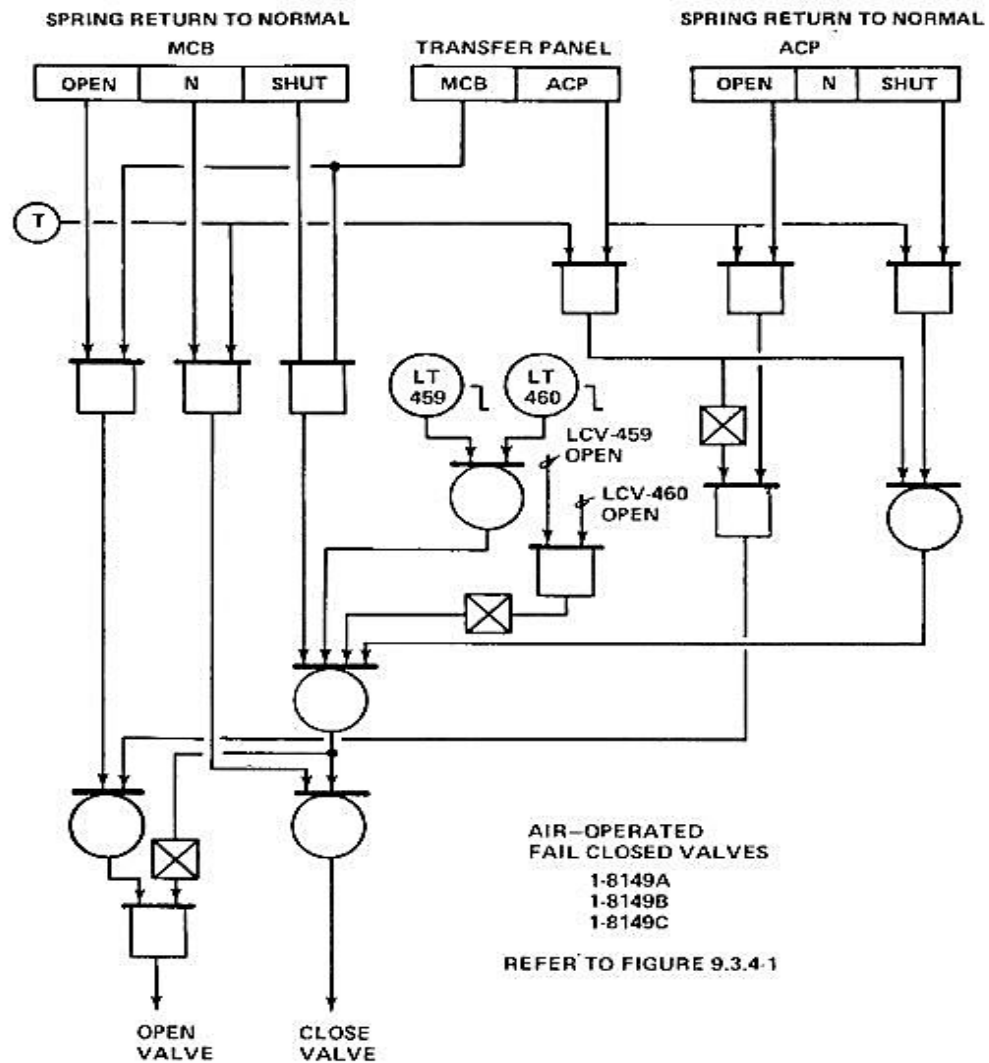 SPRING RETURN TO NORMAL
MCB
OPEN N SHUT
TRANSFER PANEL
MCB ACP
SPRING RETURN TO NORMAL
ACP
OPEN N SHUT
T
LT
459
LT
460
LCV-459
OPEN
LCV-460
OPEN
AIR-OPERATED
FAIL CLOSED VALVES
1-8149A
1-8149B
1-8149C
REFER TO FIGURE 9.3.4-1
OPEN
VALVE
CLOSE
VALVE